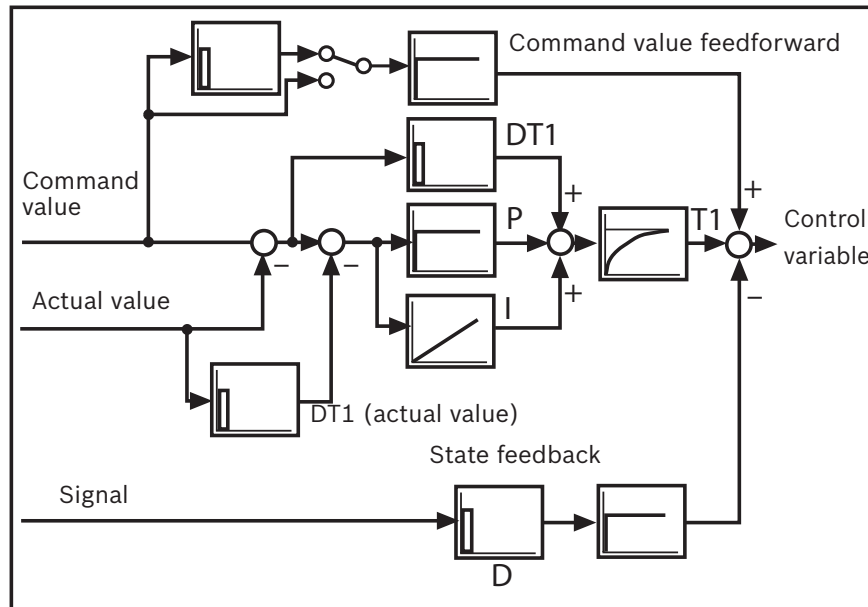 Command value feedforward
DT1
+
+
Command
value
P
T1
Control
variable
−
−
Actual value
I
+
−
DT1 (actual value)
State feedback
Signal
D